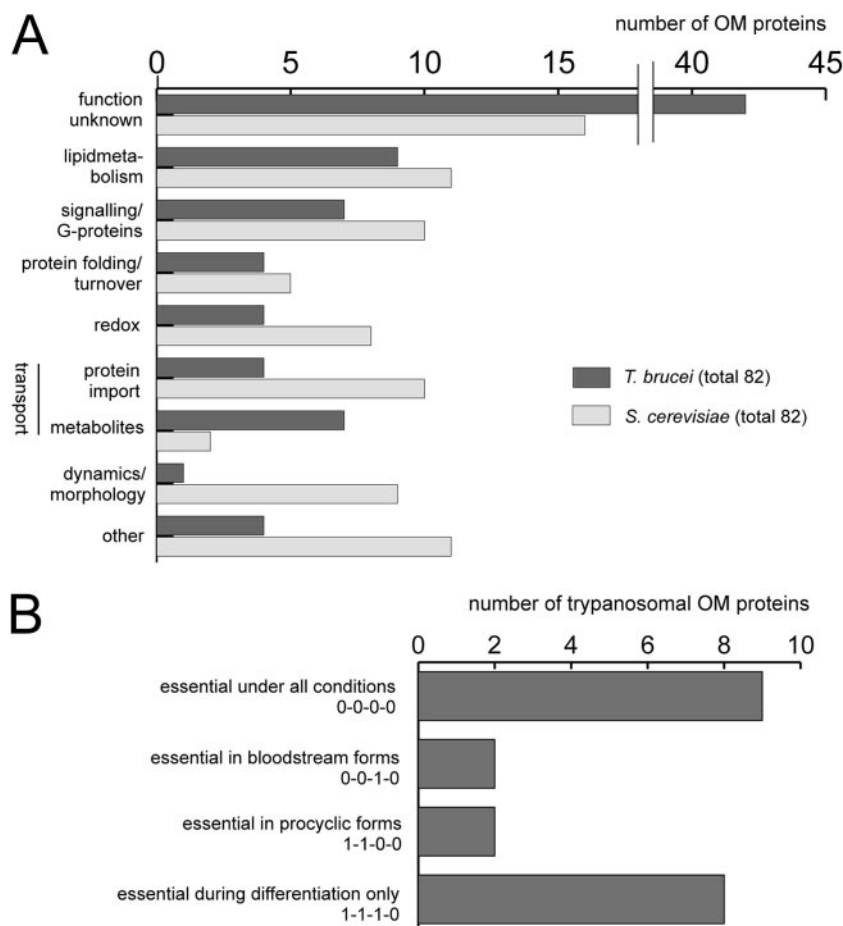 A
number of OM proteins
0 5 10 15 40 45
function
unknown
lipidmeta-
bolism
signalling/
G-proteins
protein folding/
turnover
redox
transport
protein
import
metabolites
dynamics/
morphology
other
T. brucei (total 82)
S. cerevisiae (total 82)
B
number of trypanosomal OM proteins
0 2 4 6 8 10
essential under all conditions
0-0-0-0
essential in bloodstream forms
0-0-1-0
essential in procyclic forms
1-1-0-0
essential during differentiation only
1-1-1-0